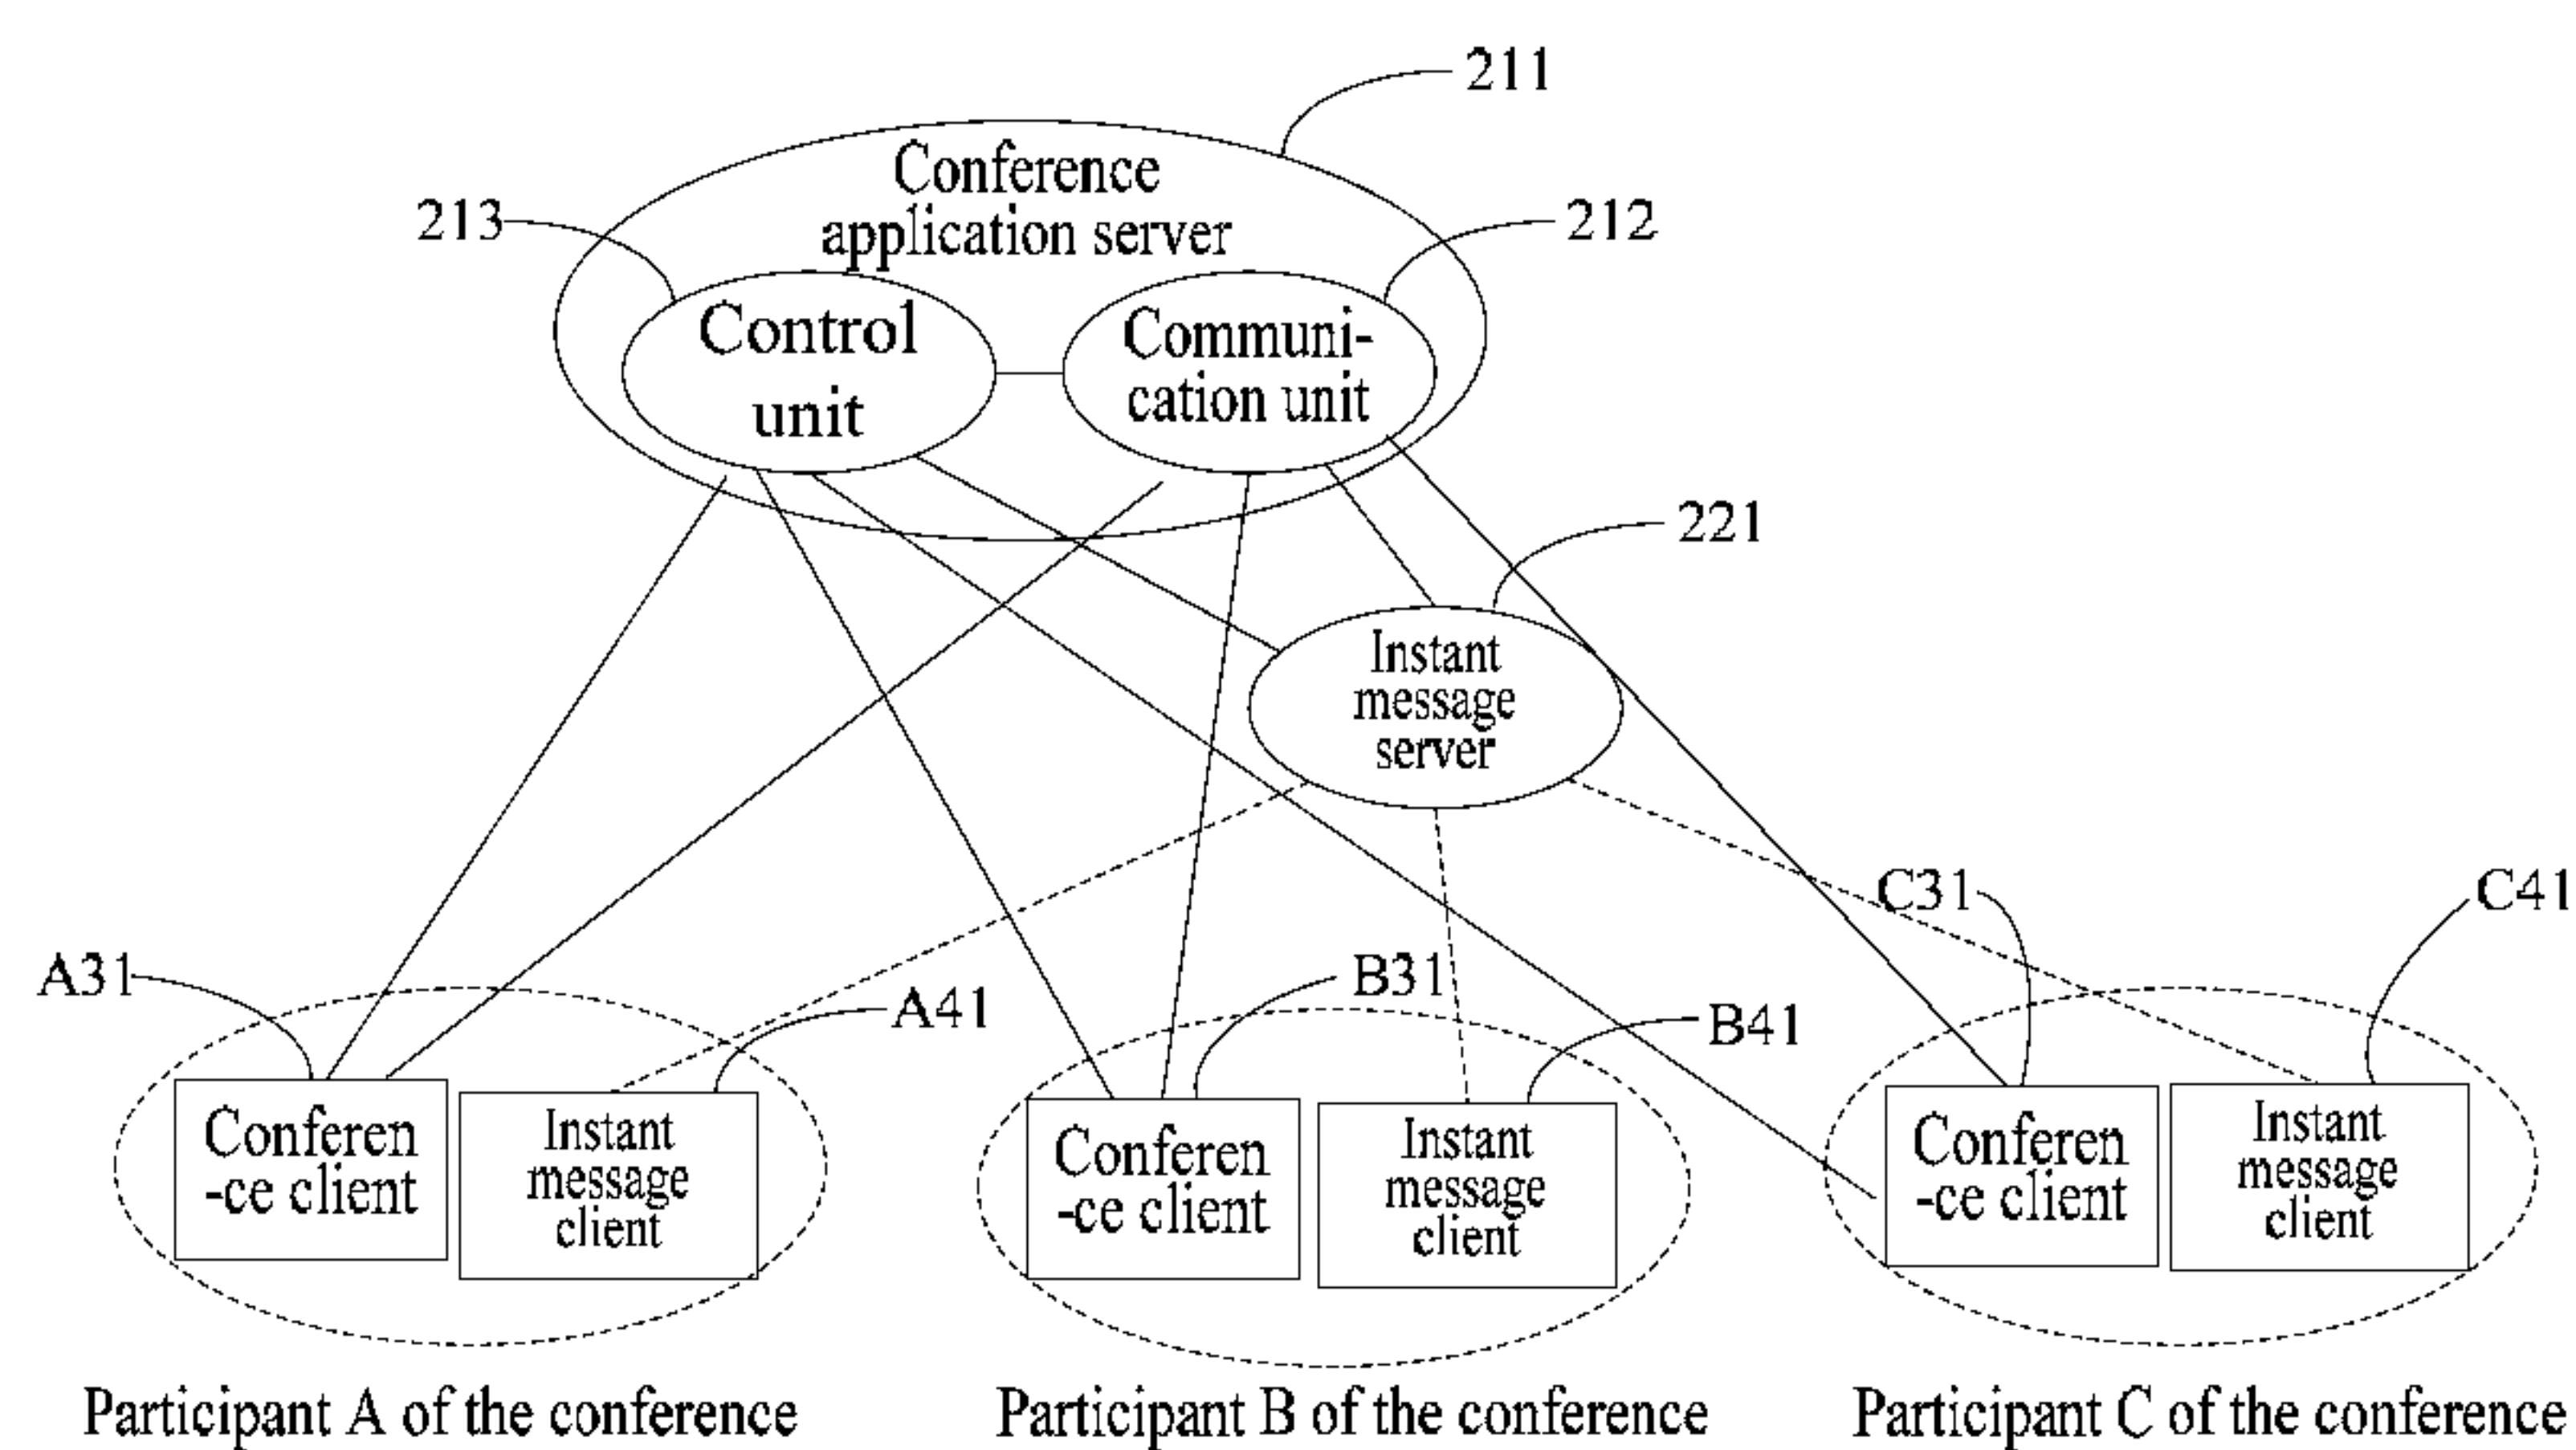 211
Conference
application server
213
212
Control
unit
Communi-
cation unit
221
Instant
message
server
C31
C41
A31
B31
A41
B41
Conferen
-ce client
Instant
message
client
Conferen
-ce client
Instant
message
client
Conferen
-ce client
Instant
message
client
Participant A of the conference
Participant B of the conference
Participant C of the conference